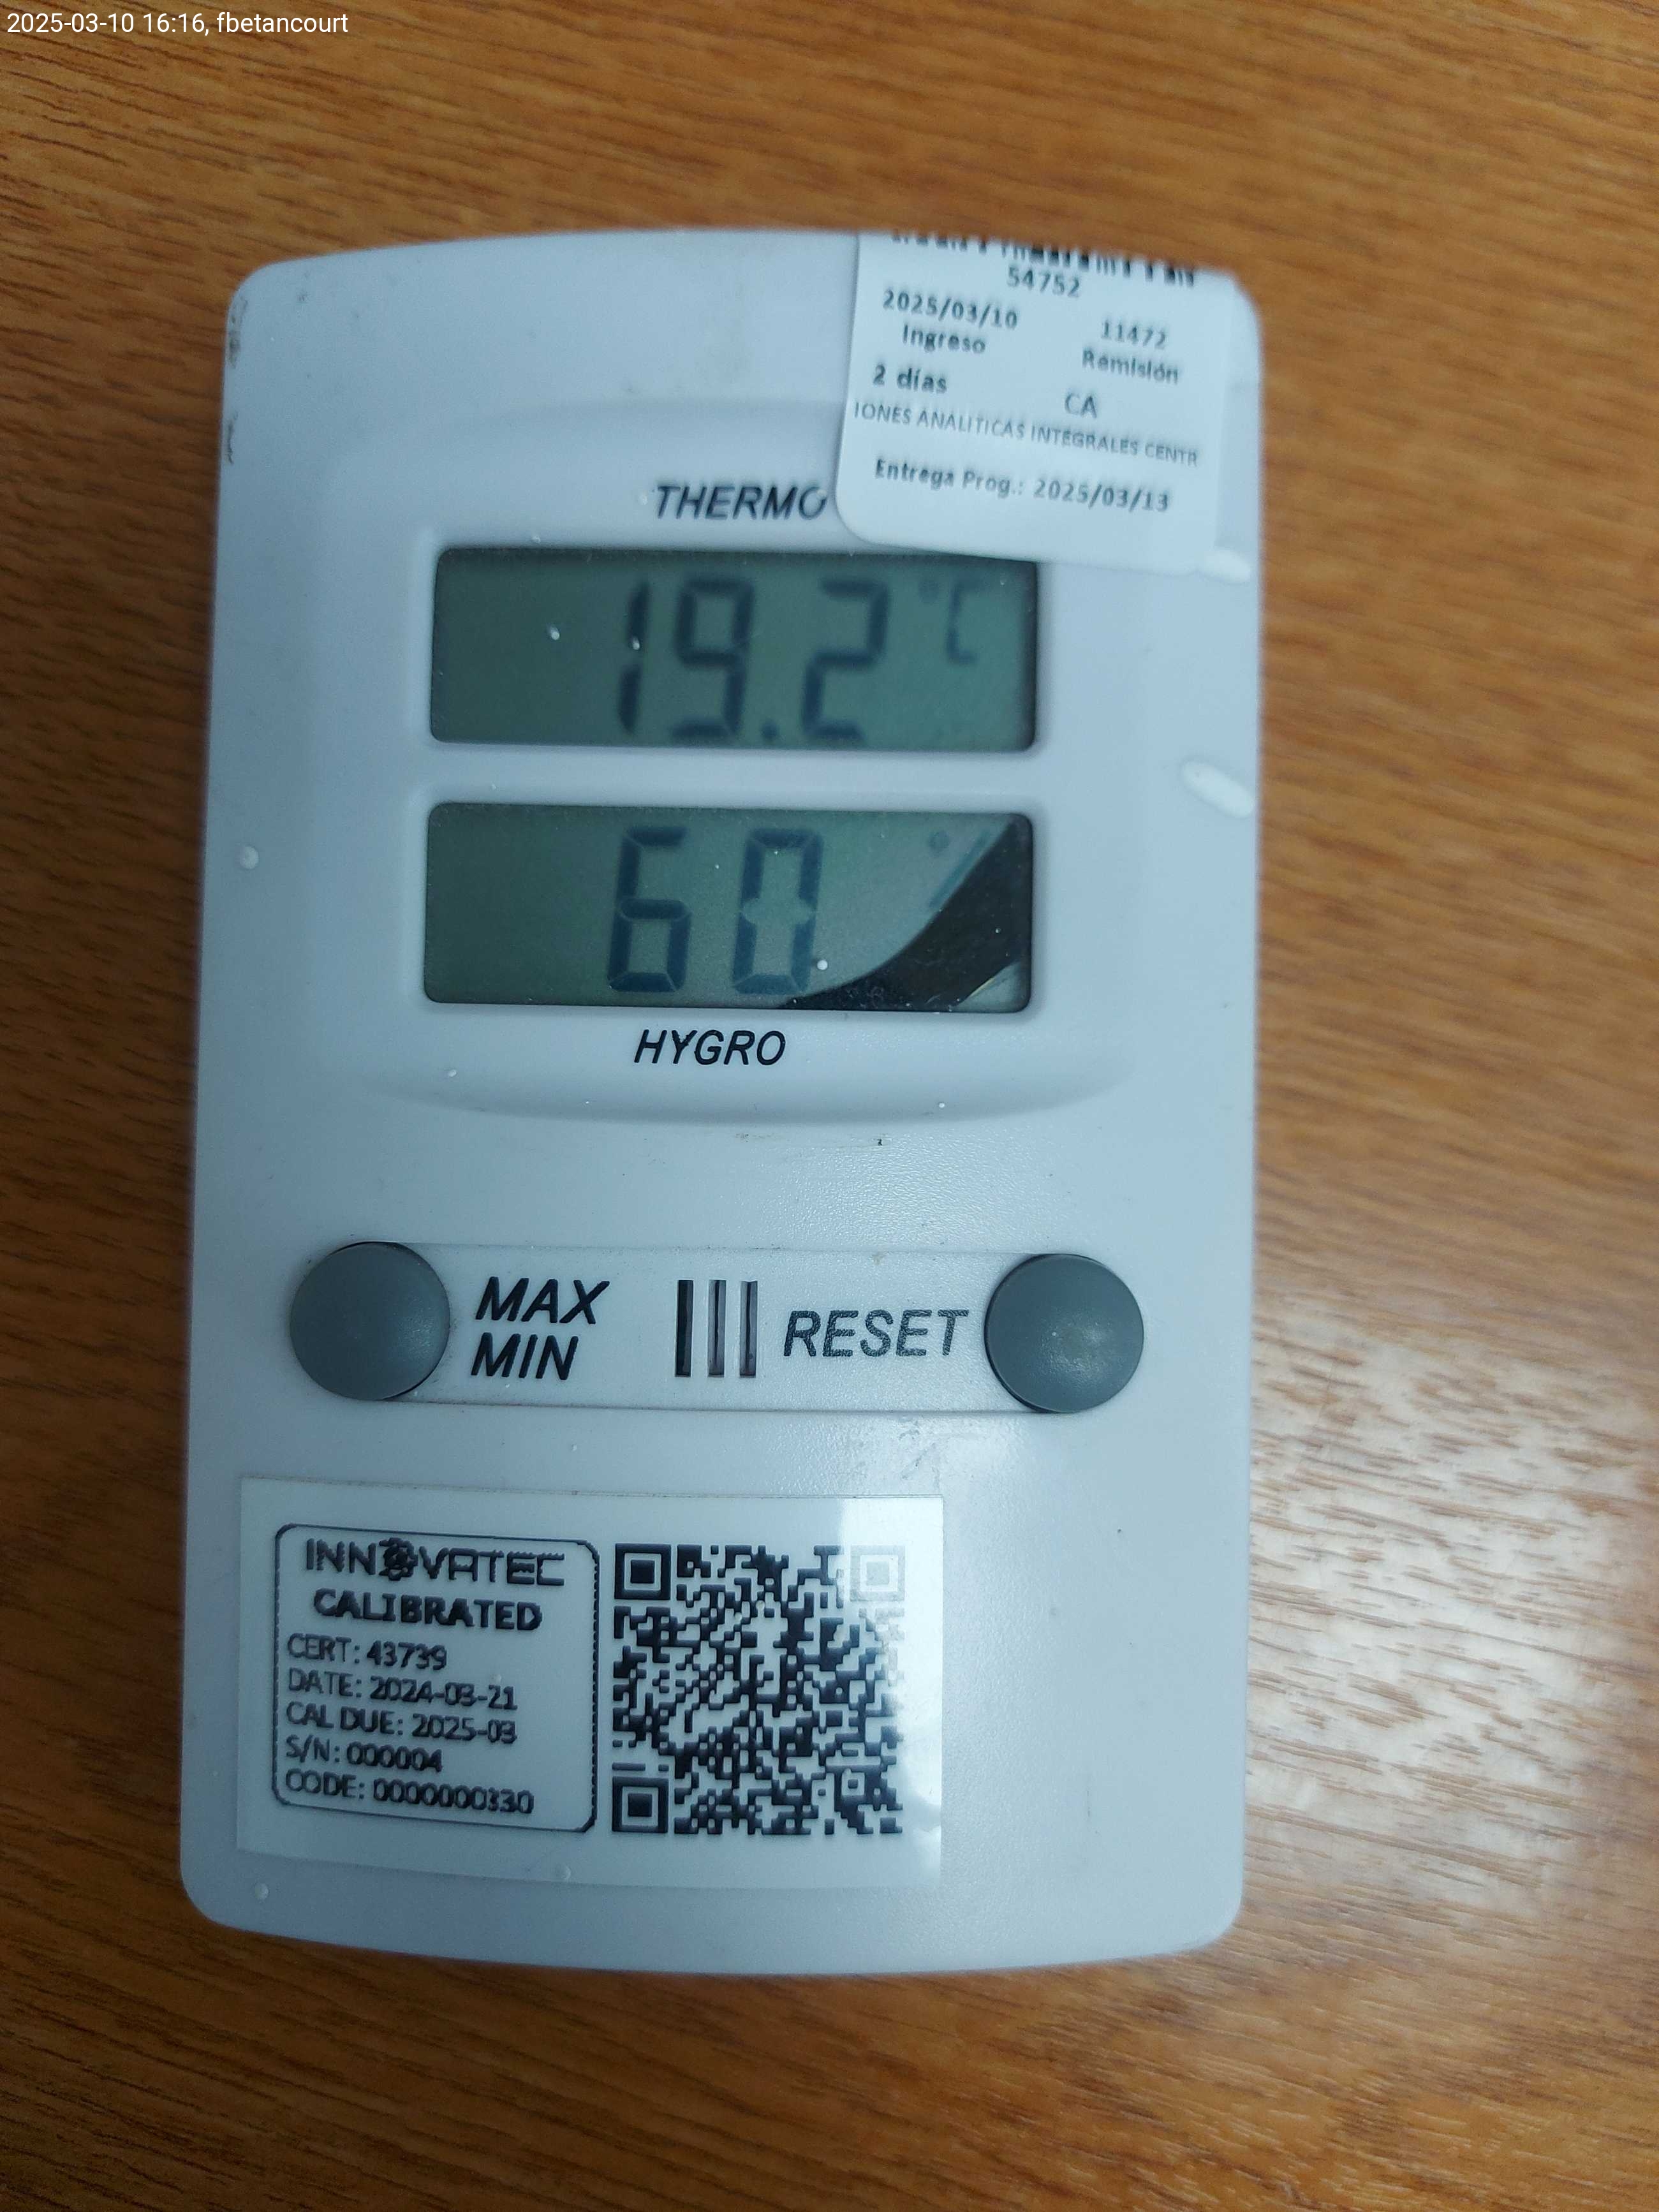 2025-03-10 16:16, fbetancourt
54752
2025/03/10
Ingreso
11472
Remisión
2 días
CA
IONES ANALITICAS INTEGRALES CENTR
Entrega Prog.: 2025/03/13
THERMO
19.2 °C
60 %
HYGRO
MAX
MIN
RESET
INNOVATEC
CALIBRATED
CERT: 43739
DATE: 2024-03-21
CAL DUE: 2025-03
S/N: 000004
CODE: 0000000330